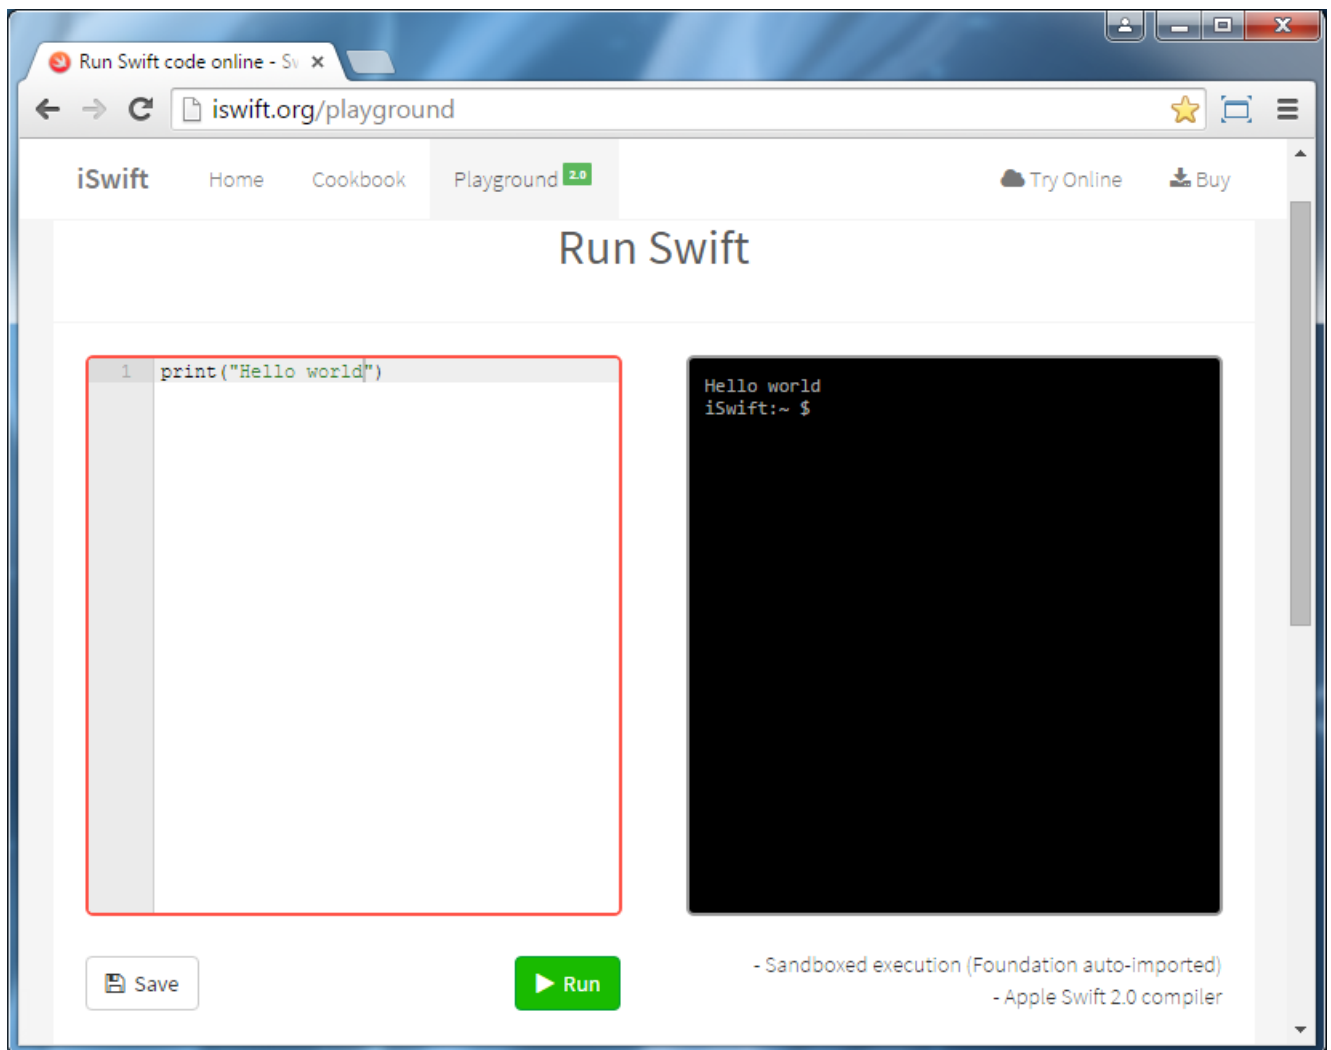 Run Swift code online - Sv
iswift.org/playground
iSwift Home Cookbook Playground 2.0 Try Online Buy
Run Swift
1 print("Hello world")
Hello world
iSwift:~ $
Save
Run
- Sandboxed execution (Foundation auto-imported)
- Apple Swift 2.0 compiler